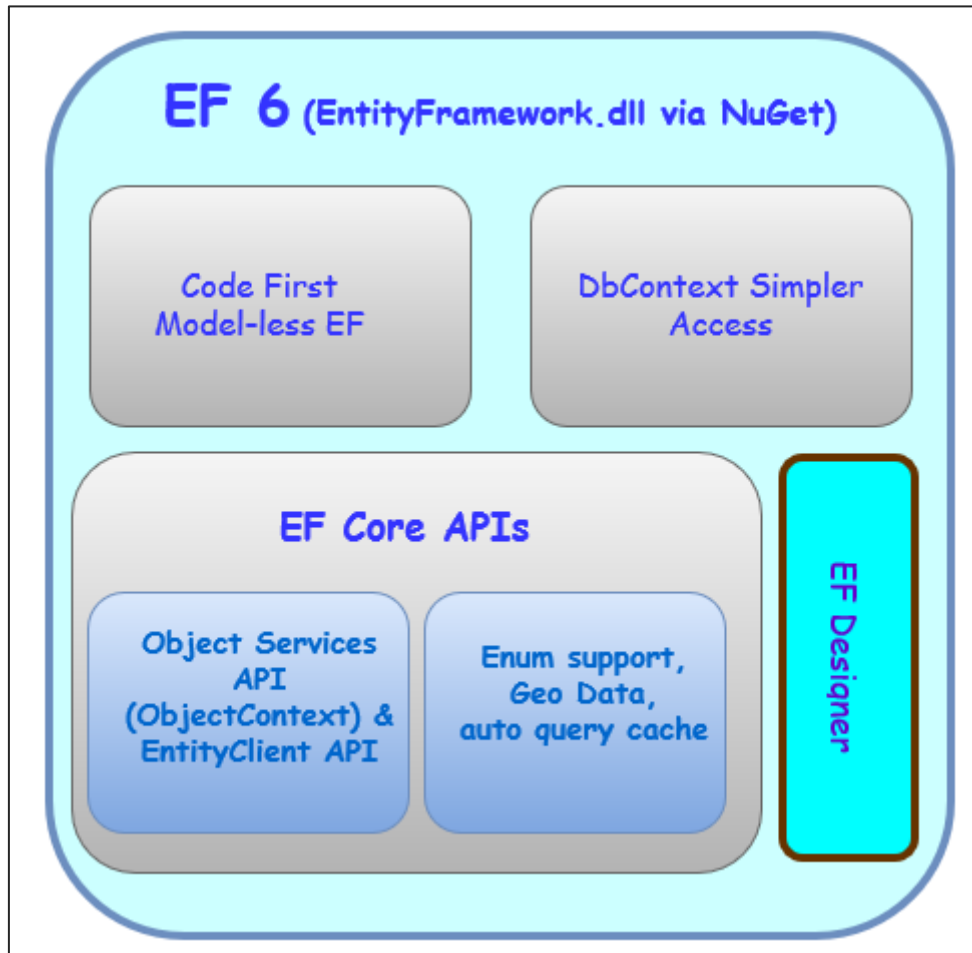 EF 6 (EntityFramework.dll via NuGet)
Code First
Model-less EF
DbContext Simpler
Access
EF Core APIs
Object Services
API
(ObjectContext) &
EntityClient API
Enum support,
Geo Data,
auto query cache
EF Designer